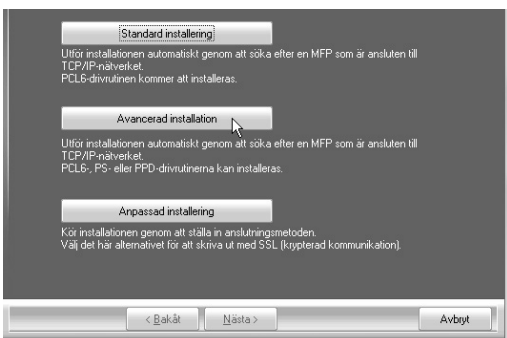 Standard installering
Utför installationen automatiskt genom att söka efter en MFP som är ansluten till
TCP/IP-nätverket.
PCL6-drivrutinen kommer att installeras.
Avancerad installation
Utför installationen automatiskt genom att söka efter en MFP som är ansluten till
TCP/IP-nätverket.
PCL6-, PS- eller PPD-drivrutinerna kan installeras.
Anpassad installering
Kör installationen genom att ställa in anslutningsmetoden.
Välj det här alternativet för att skriva ut med SSL (krypterad kommunikation).
< Bakåt
Nästa >
Avbryt